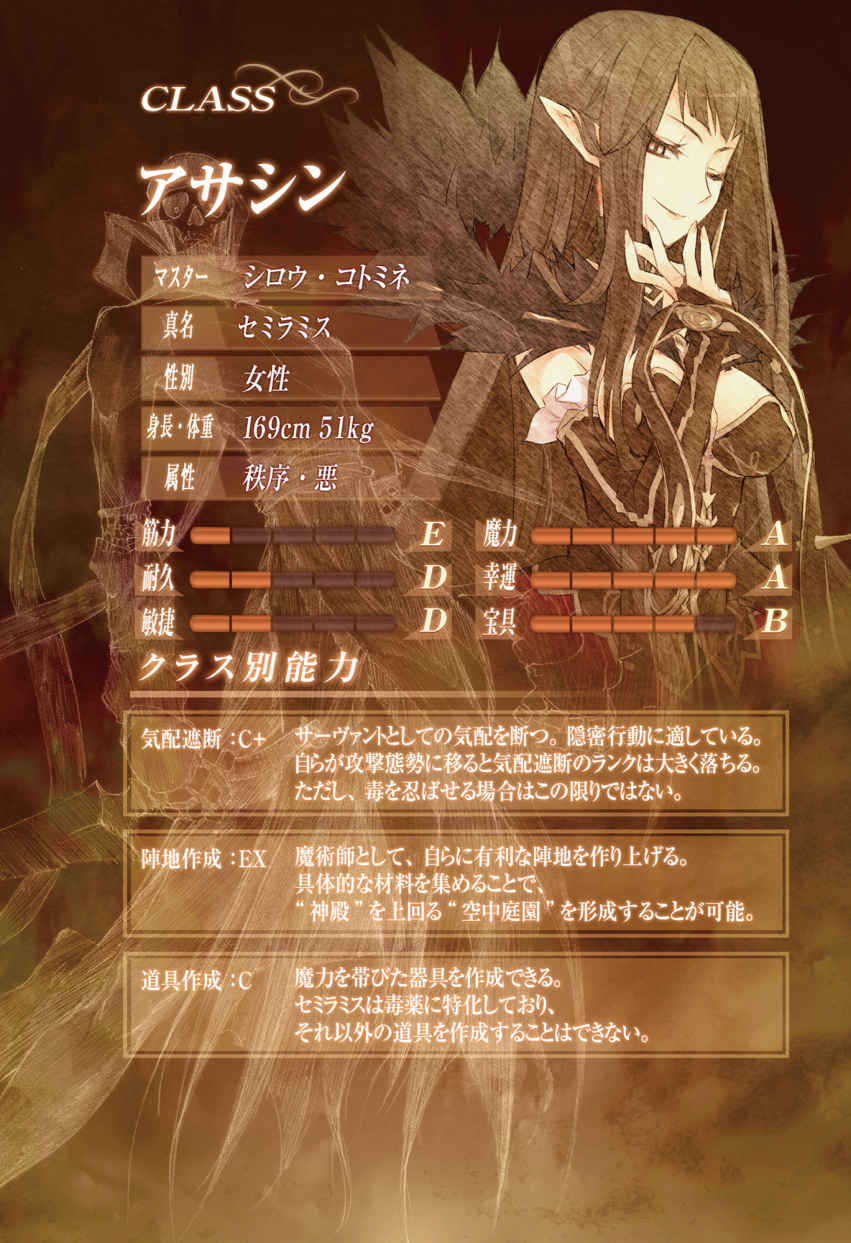 CLASS
アサシン
マスター シロウ・コトミネ
真名 セミラミス
性別 女性
身長・体重 169cm 51kg
属性 秩序・悪
筋力 E 魔力 A
耐久 D 幸運 A
敏捷 D 宝具 B
クラス別能力
気配遮断:C+ サーヴァントとしての気配を断つ。隠密行動に適している。
自らが攻撃態勢に移ると気配遮断のランクは大きく落ちる。
ただし、毒を忍ばせる場合はこの限りではない。
陣地作成:EX 魔術師として、自らに有利な陣地を作り上げる。
具体的な材料を集めることで、
“神殿”を上回る“空中庭園”を形成することが可能。
道具作成:C 魔力を帯びた器具を作成できる。
セミラミスは毒薬に特化しており、
それ以外の道具を作成することはできない。